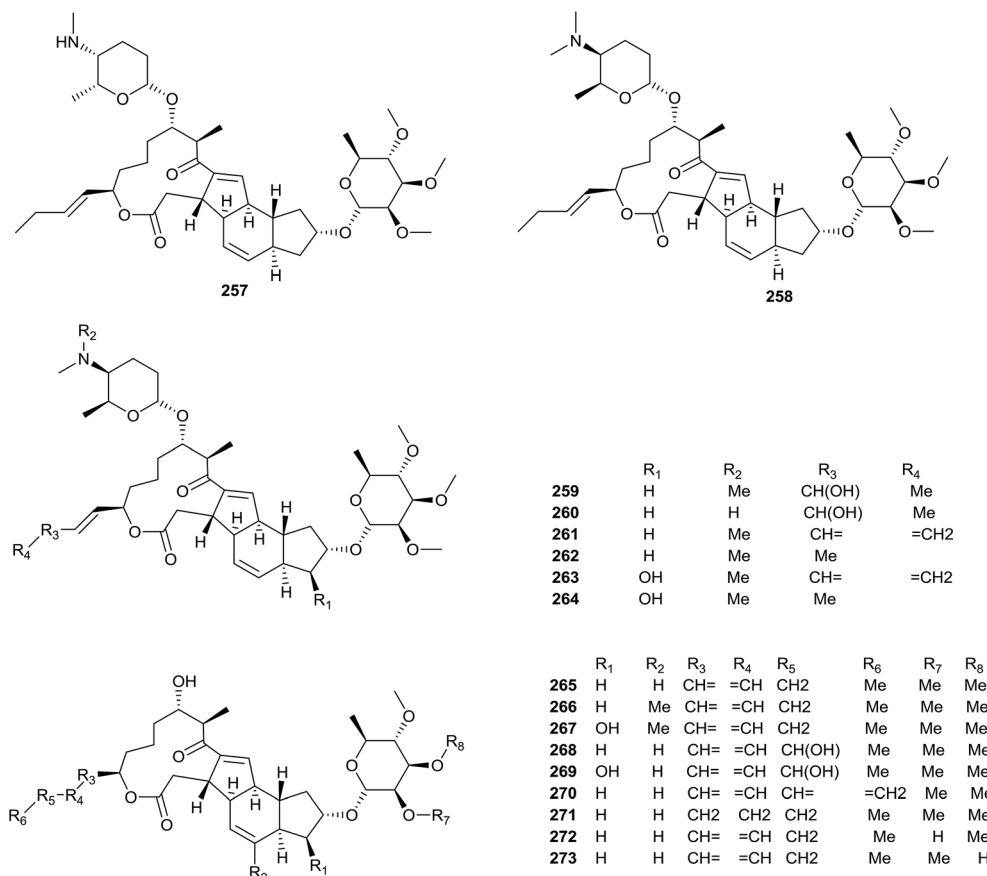 257
258
R1 R2 R3 R4
259 H Me CH(OH) Me
260 H H CH(OH) Me
261 H Me CH= =CH2
262 H Me Me
263 OH Me CH= =CH2
264 OH Me Me
R1 R2 R3 R4 R5 R6 R7 R8
265 H H CH= =CH CH2 Me Me Me
266 H Me CH= =CH CH2 Me Me Me
267 OH Me CH= =CH CH2 Me Me Me
268 H H CH= =CH CH(OH) Me Me Me
269 OH H CH= =CH CH(OH) Me Me Me
270 H H CH= =CH CH= =CH2 Me Me
271 H H CH2 CH2 CH2 Me Me Me
272 H H CH= =CH CH2 Me H Me
273 H H CH= =CH CH2 Me Me H